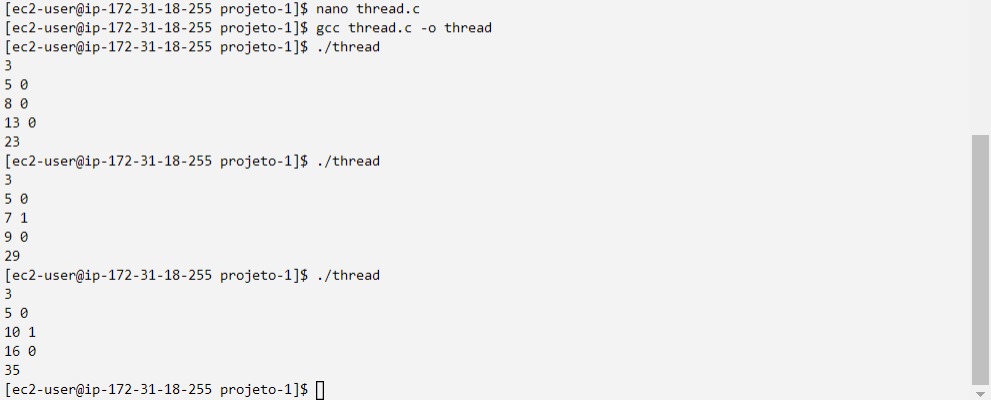 [ec2-user@ip-172-31-18-255 projeto-1]$ nano thread.c
[ec2-user@ip-172-31-18-255 projeto-1]$ gcc thread.c -o thread
[ec2-user@ip-172-31-18-255 projeto-1]$ ./thread
3
5 0
8 0
13 0
23
[ec2-user@ip-172-31-18-255 projeto-1]$ ./thread
3
5 0
7 1
9 0
29
[ec2-user@ip-172-31-18-255 projeto-1]$ ./thread
3
5 0
10 1
16 0
35
[ec2-user@ip-172-31-18-255 projeto-1]$